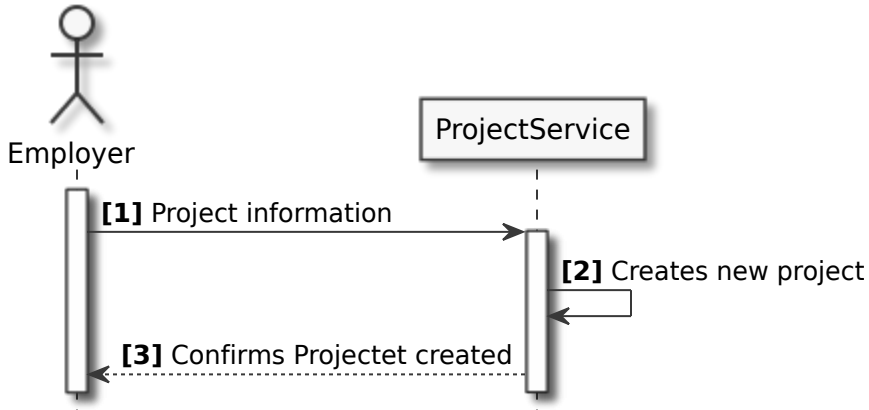 Employer
ProjectService
[1] Project information
[2] Creates new project
[3] Confirms Projectet created